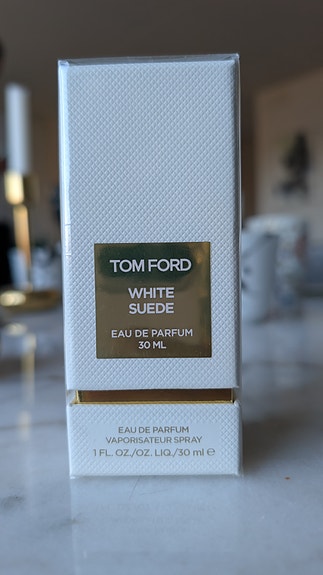 TOM FORD
WHITE
SUEDE
EAU DE PARFUM
30 ML
EAU DE PARFUM
VAPORISATEUR SPRAY
1 FL. OZ./OZ. LIQ./30 ml ℮